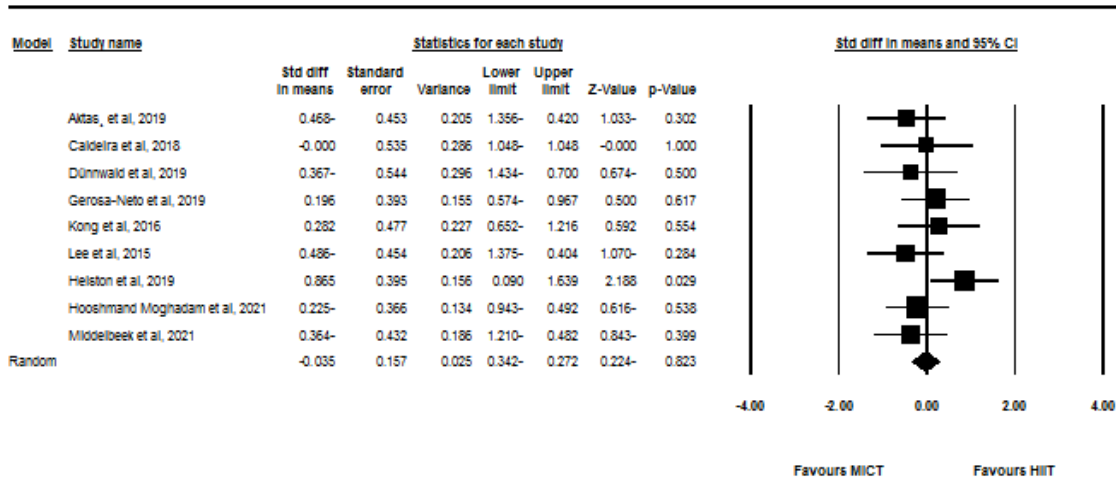 Model Study name Statistics for each study Std diff in means and 95% CI
Std diff Standard Lower Upper
in means error Variance limit limit Z-Value p-Value
Aktas¸ et al, 2019 0.468- 0.453 0.205 1.356- 0.420 1.033- 0.302
Caldeira et al, 2018 -0.000 0.535 0.286 1.048- 1.048 -0.000 1.000
Dünnwald et al, 2019 0.367- 0.544 0.296 1.434- 0.700 0.674- 0.500
Gerosa-Neto et al, 2019 0.196 0.393 0.155 0.574- 0.967 0.500 0.617
Kong et al, 2016 0.282 0.477 0.227 0.652- 1.216 0.592 0.554
Lee et al, 2015 0.486- 0.454 0.206 1.375- 0.404 1.070- 0.284
Helston et al, 2019 0.865 0.395 0.156 0.090 1.639 2.188 0.029
Hooshmand Moghadam et al, 2021 0.225- 0.366 0.134 0.943- 0.492 0.616- 0.538
Middelbeek et al, 2021 0.364- 0.432 0.186 1.210- 0.482 0.843- 0.399
Random -0.035 0.157 0.025 0.342- 0.272 0.224- 0.823
-4.00 -2.00 0.00 2.00 4.00
Favours MICT Favours HIIT